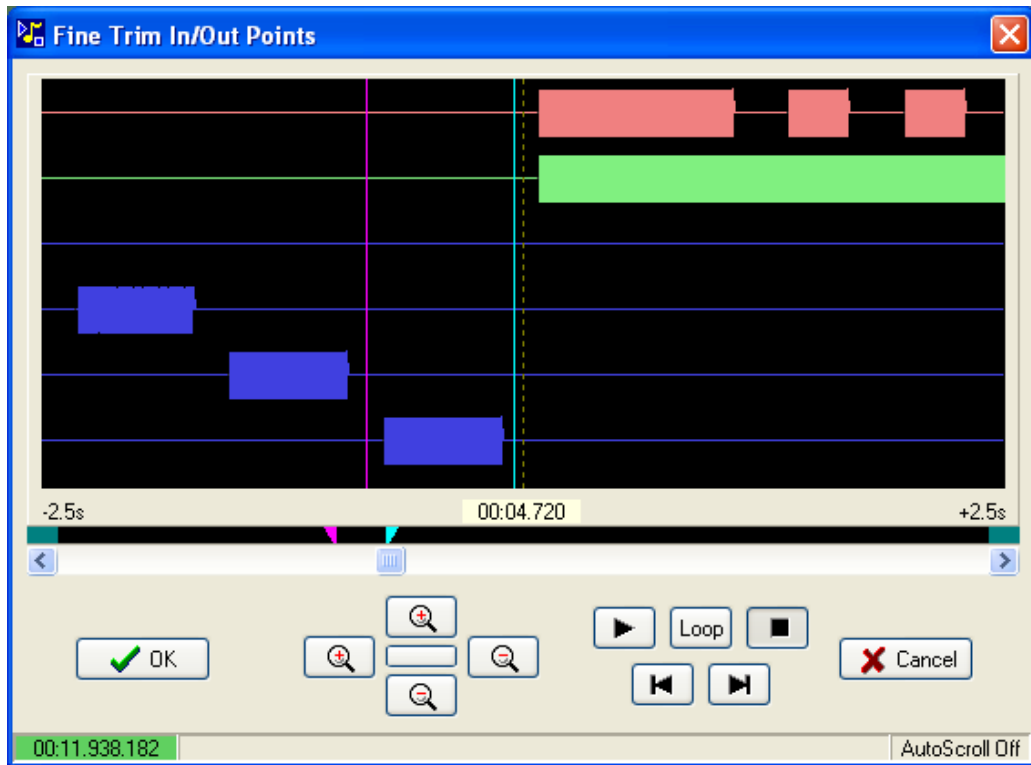 Fine Trim In/Out Points
-2.5s 00:04.720 +2.5s
OK
Loop
Cancel
00:11.938.182 AutoScroll Off